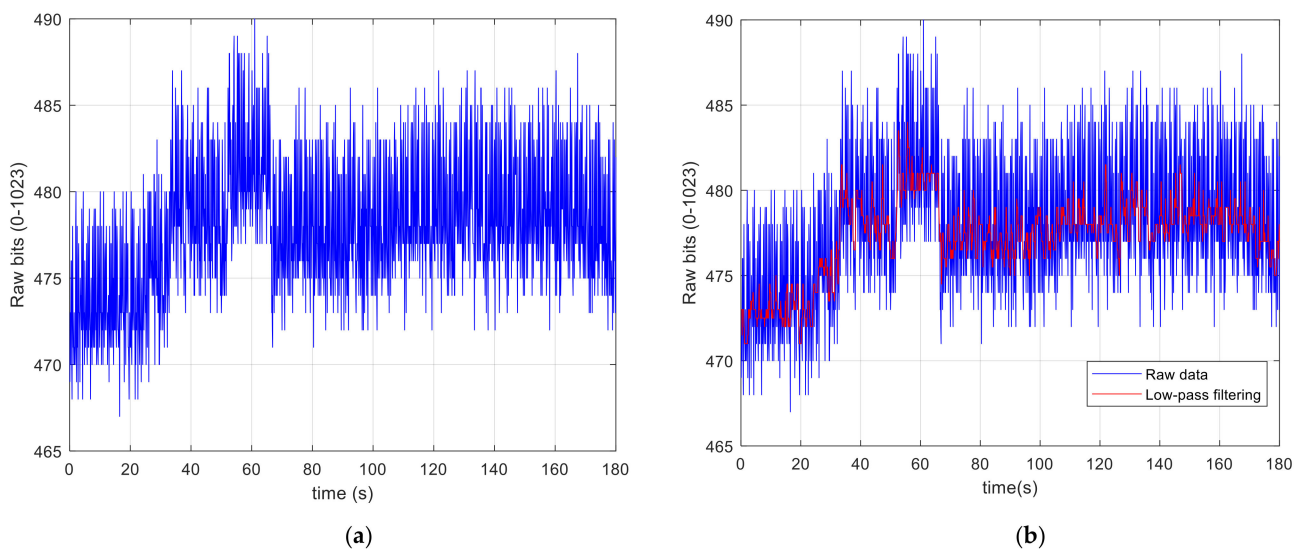 490
485
480
475
470
465
Raw bits (0-1023)
0 20 40 60 80 100 120 140 160 180
time (s)
(a)
490
485
480
475
470
465
Raw bits (0-1023)
Raw data
Low-pass filtering
0 20 40 60 80 100 120 140 160 180
time(s)
(b)